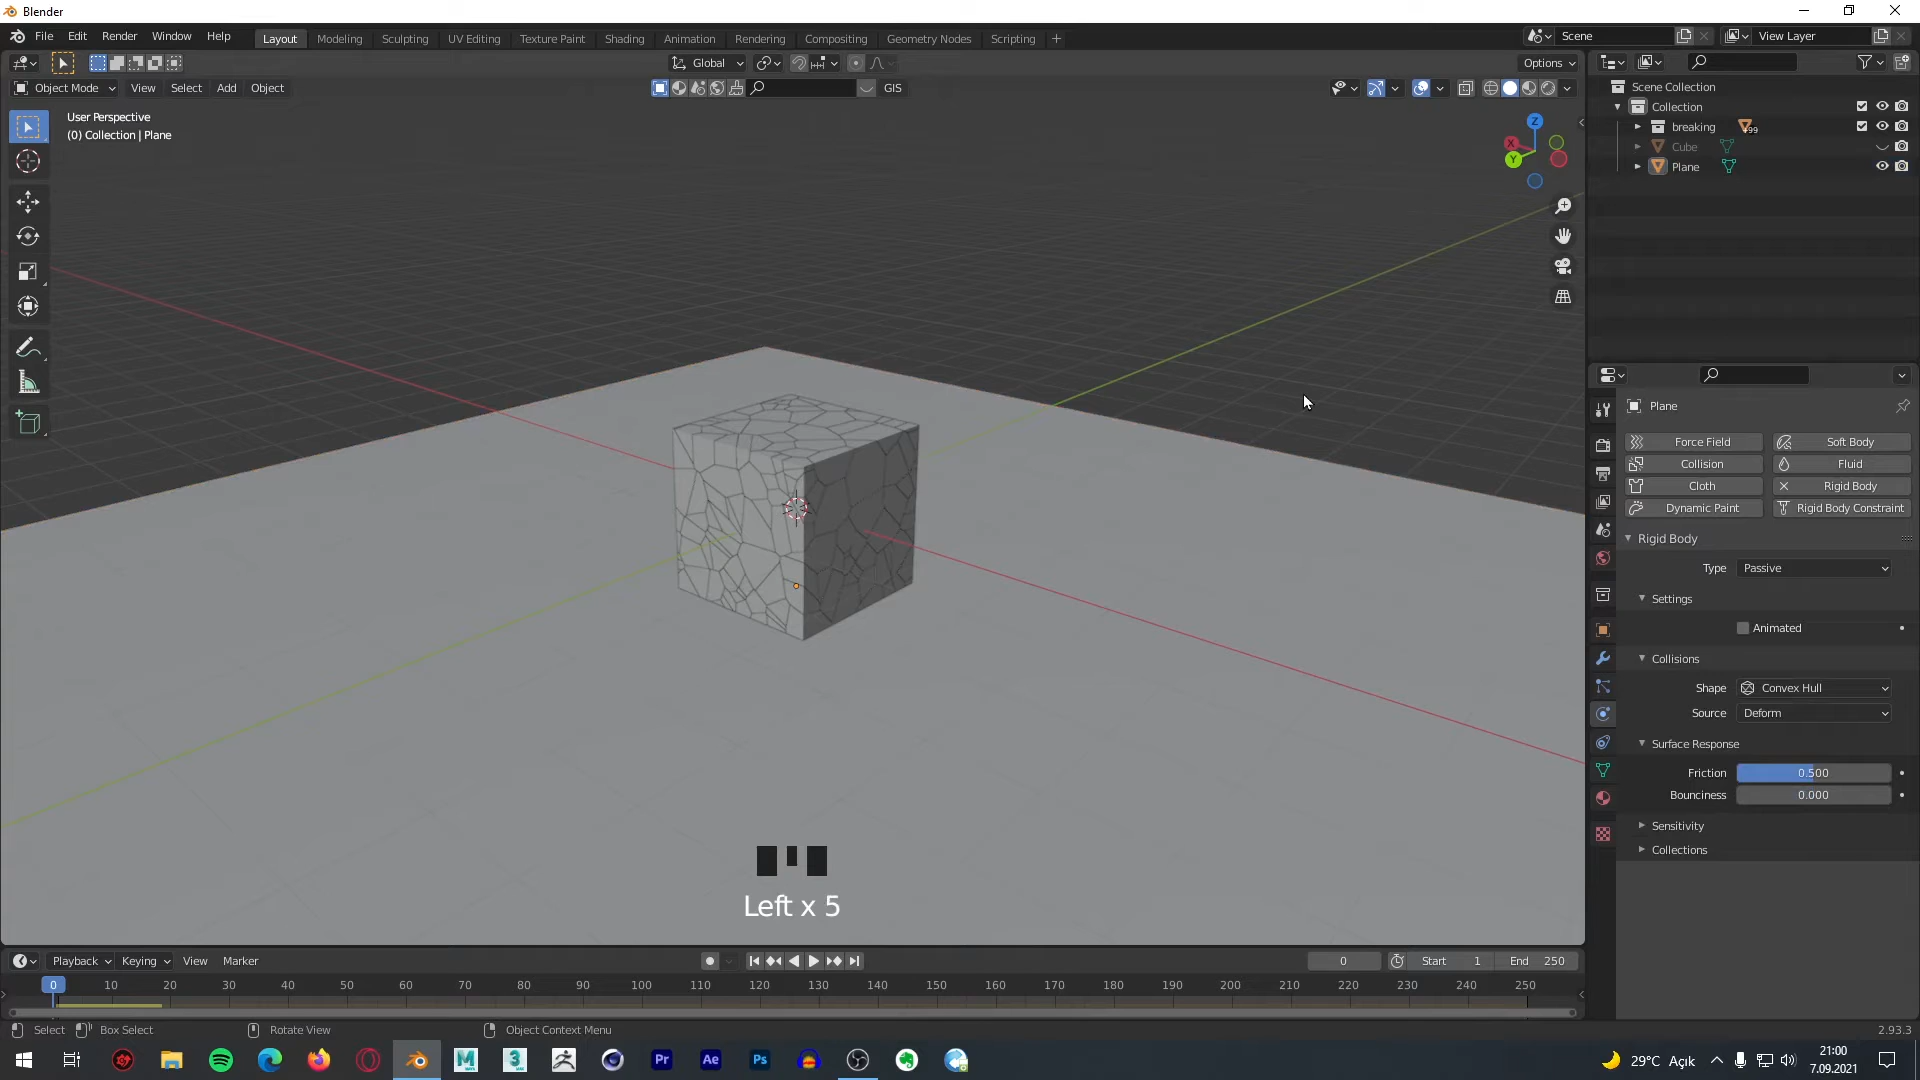 Blender
File Edit Render Window Help
Layout Modeling Sculpting UV Editing Texture Paint Shading Animation Rendering Compositing Geometry Nodes Scripting
Scene
View Layer
Global
Options
Object Mode View Select Add Object
GIS
User Perspective
(0) Collection | Plane
X
Y
Z
Scene Collection
Collection
breaking
+99
Cube
Plane
Plane
Force Field
Soft Body
Collision
Fluid
Cloth
Rigid Body
Dynamic Paint
Rigid Body Constraint
Rigid Body
Type Passive
Settings
Animated
Collisions
Shape Convex Hull
Source Deform
Surface Response
Friction 0.500
Bounciness 0.000
Sensitivity
Collections
Left x 5
Playback Keying View Marker
0 Start 1 End 250
0 10 20 30 40 50 60 70 80 90 100 110 120 130 140 150 160 170 180 190 200 210 220 230 240 250
Select Box Select Rotate View Object Context Menu
2.93.3
M
3
Pr
Ae
Ps
29°C Açık
21:00
7.09.2021